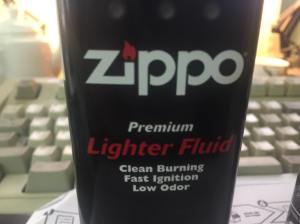 zippo
Premium
Lighter Fluid
Clean Burning
Fast Ignition
Low Odor